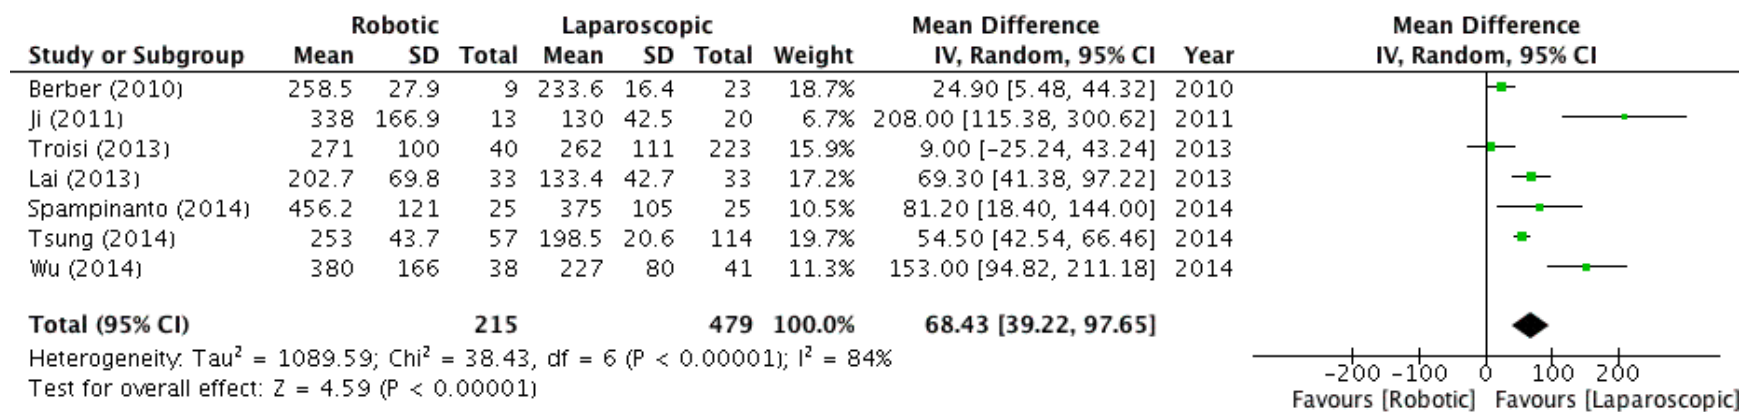 Robotic Laparoscopic Mean Difference Mean Difference
Study or Subgroup Mean SD Total Mean SD Total Weight IV, Random, 95% CI Year IV, Random, 95% CI
Berber (2010) 258.5 27.9 9 233.6 16.4 23 18.7% 24.90 [5.48, 44.32] 2010
Ji (2011) 338 166.9 13 130 42.5 20 6.7% 208.00 [115.38, 300.62] 2011
Troisi (2013) 271 100 40 262 111 223 15.9% 9.00 [-25.24, 43.24] 2013
Lai (2013) 202.7 69.8 33 133.4 42.7 33 17.2% 69.30 [41.38, 97.22] 2013
Spampinanto (2014) 456.2 121 25 375 105 25 10.5% 81.20 [18.40, 144.00] 2014
Tsung (2014) 253 43.7 57 198.5 20.6 114 19.7% 54.50 [42.54, 66.46] 2014
Wu (2014) 380 166 38 227 80 41 11.3% 153.00 [94.82, 211.18] 2014
Total (95% CI) 215 479 100.0% 68.43 [39.22, 97.65]
Heterogeneity: Tau² = 1089.59; Chi² = 38.43, df = 6 (P < 0.00001); I² = 84%
Test for overall effect: Z = 4.59 (P < 0.00001)
-200 -100 0 100 200
Favours [Robotic] Favours [Laparoscopic]